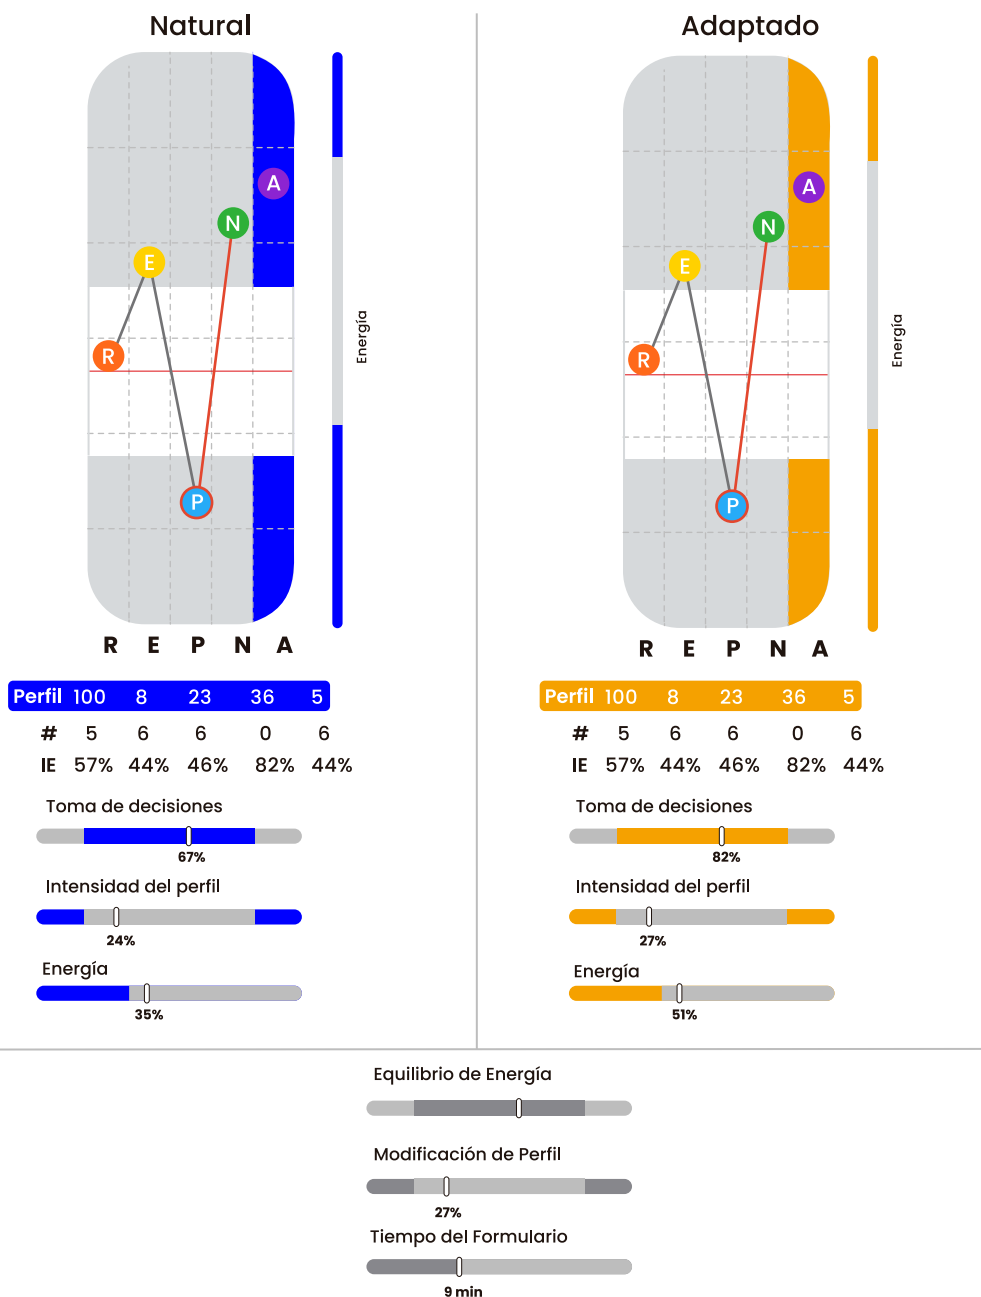 Natural
A
N
E
R
P
Energía
R E P N A
Perfil 100 8 23 36 5
# 5 6 6 0 6
IE 57% 44% 46% 82% 44%
Toma de decisiones
67%
Intensidad del perfil
24%
Energía
35%
Adaptado
A
N
E
R
P
Energía
R E P N A
Perfil 100 8 23 36 5
# 5 6 6 0 6
IE 57% 44% 46% 82% 44%
Toma de decisiones
82%
Intensidad del perfil
27%
Energía
51%
Equilibrio de Energía
Modificación de Perfil
27%
Tiempo del Formulario
9 min